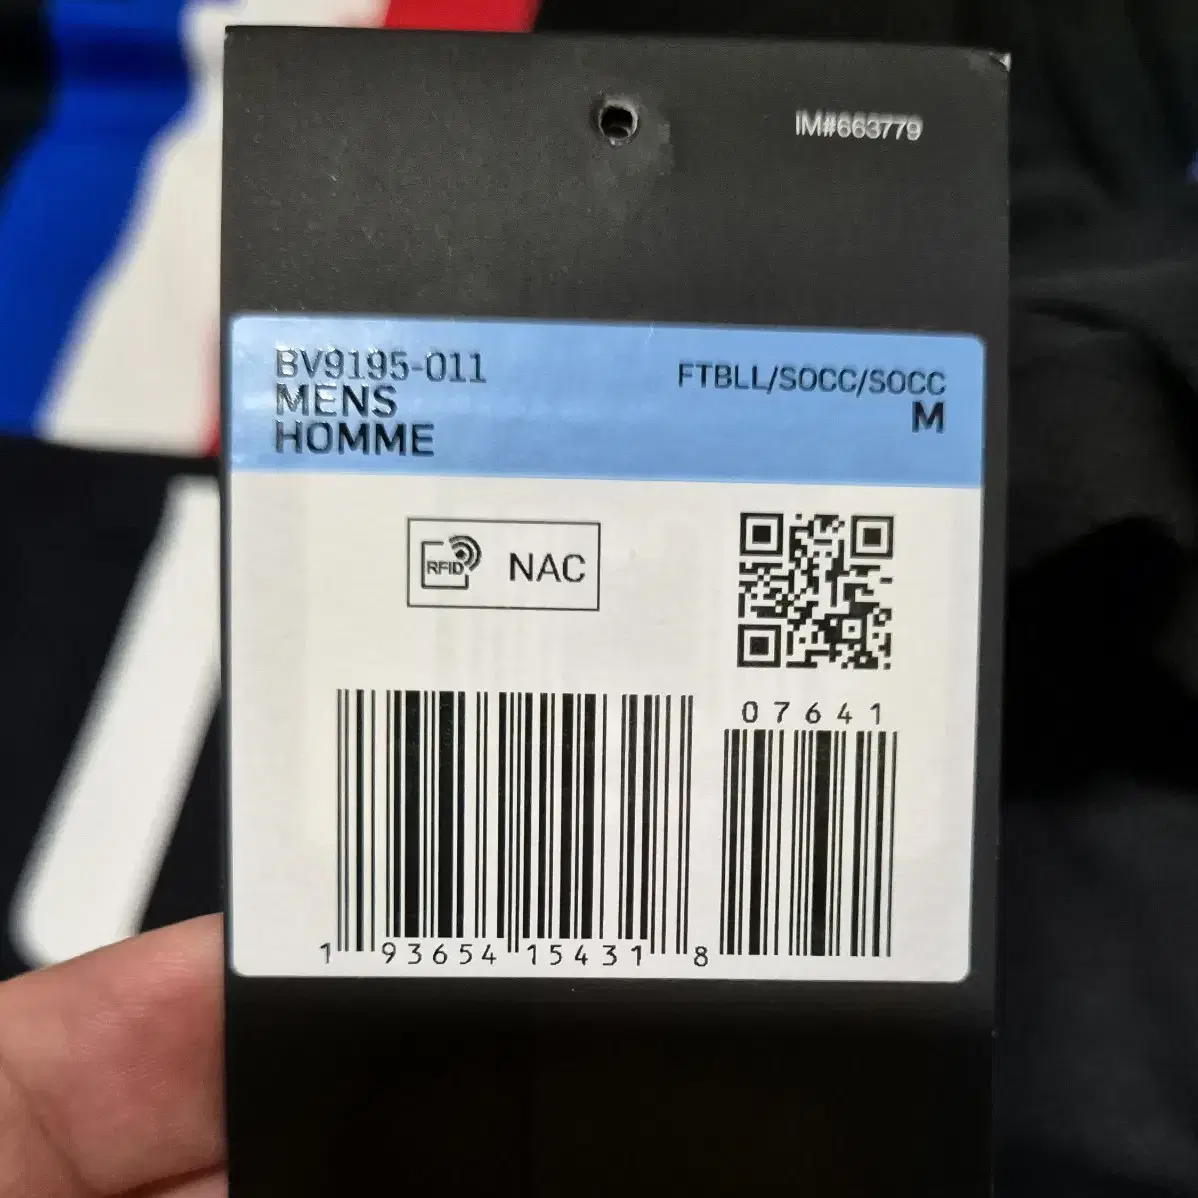 IM#663779
BV9195-011
MENS
HOMME
FTBLL/SOCC/SOCC
M
RFID
NAC
07641
1 93654 15431 8